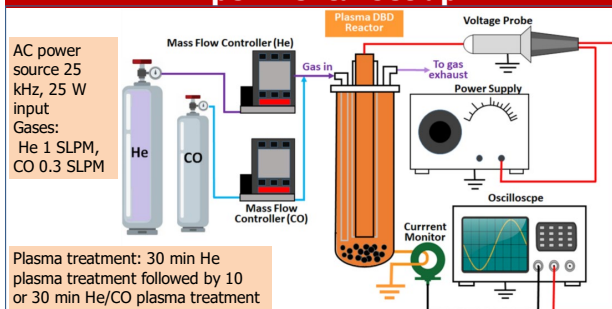 AC power
source 25
kHz, 25 W
input
Gases:
He 1 SLPM,
CO 0.3 SLPM
Mass Flow Controller (He)
He
CO
Mass Flow
Controller (CO)
Gas in
Plasma DBD
Reactor
To gas
exhaust
Voltage Probe
Power Supply
Oscilloscpe
Currrent
Monitor
Plasma treatment: 30 min He
plasma treatment followed by 10
or 30 min He/CO plasma treatment